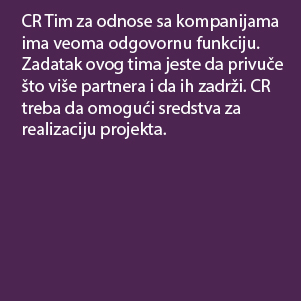 CR Tim za odnose sa kompanijama
ima veoma odgovornu funkciju.
Zadatak ovog tima jeste da privuče
što više partnera i da ih zadrži. CR
treba da omogući sredstva za
realizaciju projekta.